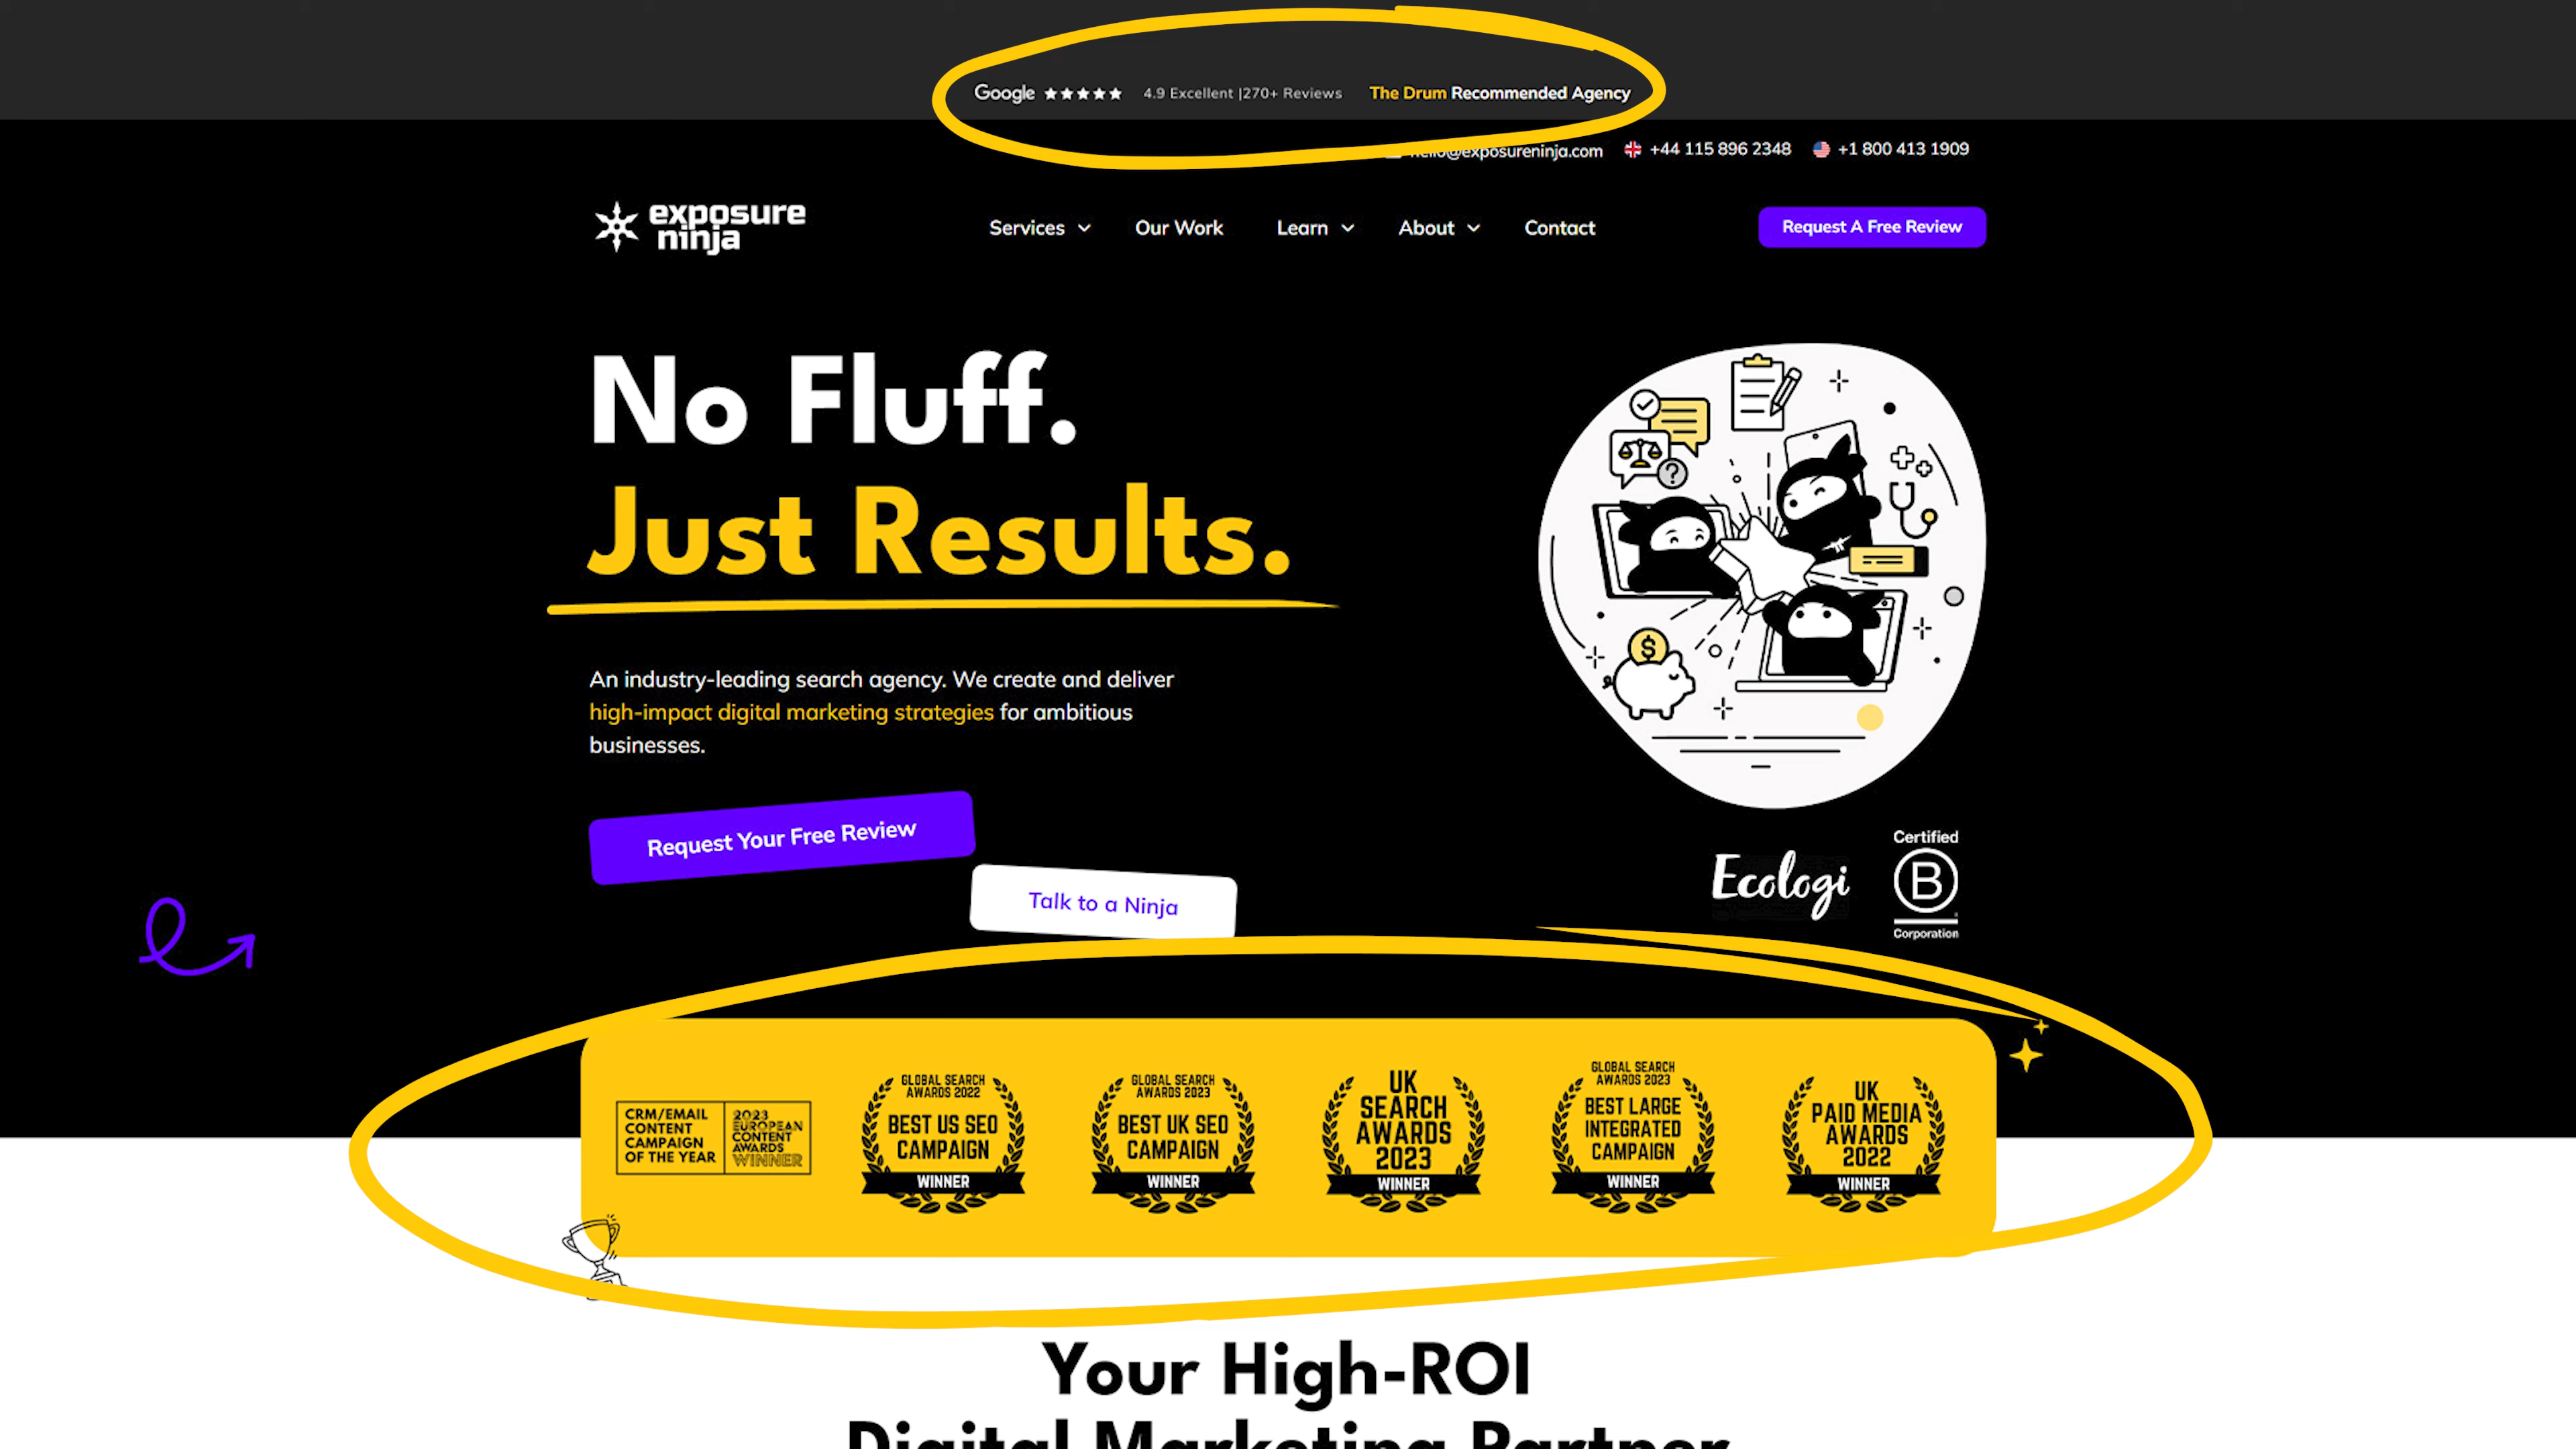 Google 4.9 Excellent |270+ Reviews The Drum Recommended Agency
hello@exposureninja.com +44 115 896 2348 +1 800 413 1909
exposure
ninja
Services Our Work Learn About Contact Request A Free Review
No Fluff.
Just Results.
An industry-leading search agency. We create and deliver
high-impact digital marketing strategies for ambitious
businesses.
Request Your Free Review
Talk to a Ninja
Ecologi
Certified
B
Corporation
CRM/EMAIL
CONTENT
CAMPAIGN
OF THE YEAR
2023
EUROPEAN
CONTENT
AWARDS
WINNER
GLOBAL SEARCH
AWARDS 2022
BEST US SEO
CAMPAIGN
WINNER
GLOBAL SEARCH
AWARDS 2023
BEST UK SEO
CAMPAIGN
WINNER
UK
SEARCH
AWARDS
2023
WINNER
GLOBAL SEARCH
AWARDS 2023
BEST LARGE
INTEGRATED
CAMPAIGN
WINNER
UK
PAID MEDIA
AWARDS
2022
WINNER
Your High-ROI
Digital Marketing Partner